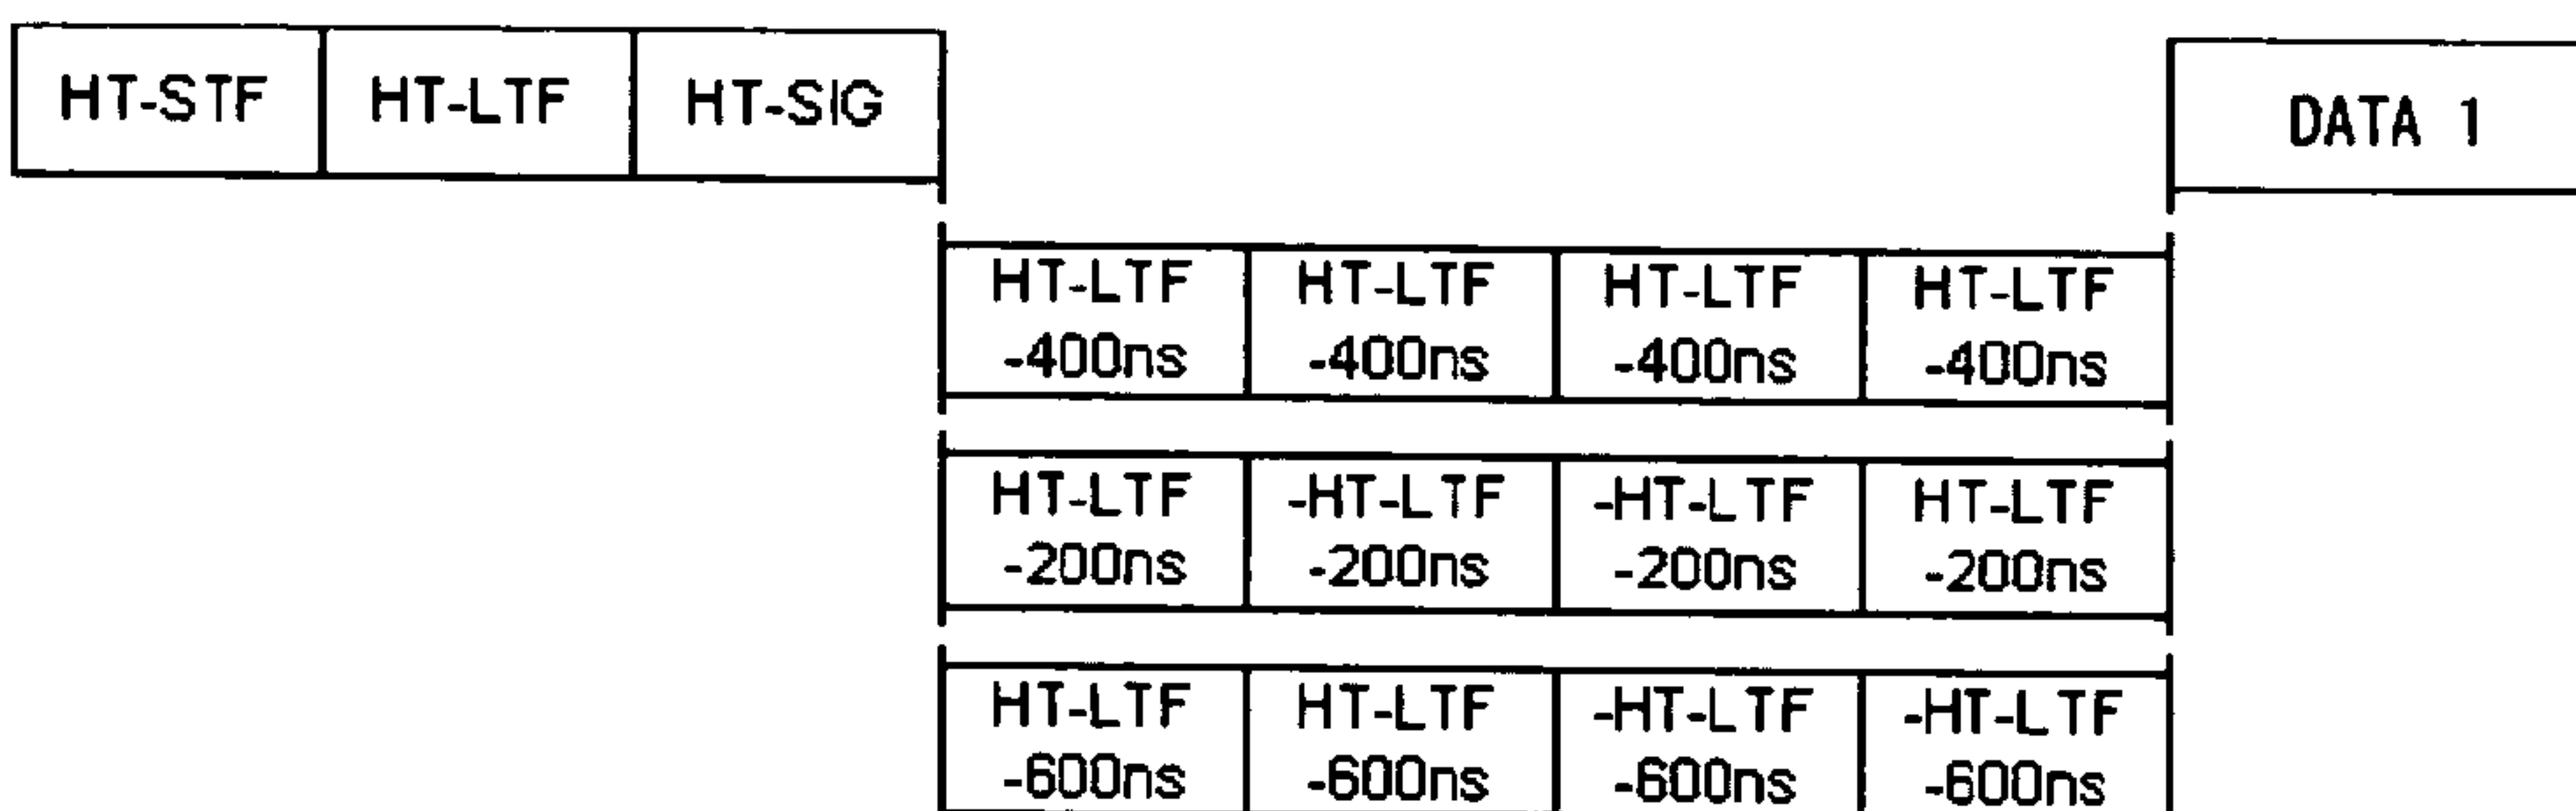 HT-STF HT-LTF HT-SIG DATA 1
HT-LTF HT-LTF HT-LTF HT-LTF
-400ns -400ns -400ns -400ns
HT-LTF -HT-LTF -HT-LTF HT-LTF
-200ns -200ns -200ns -200ns
HT-LTF HT-LTF -HT-LTF -HT-LTF
-600ns -600ns -600ns -600ns